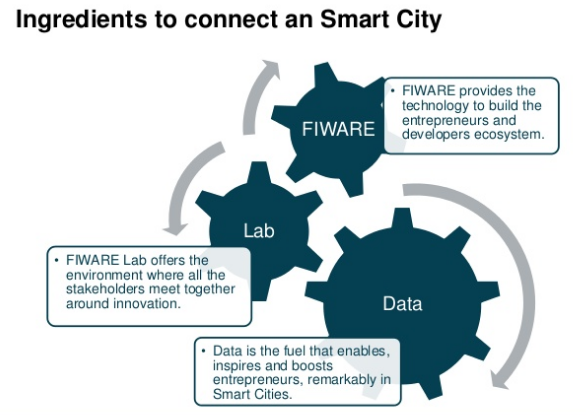 Ingredients to connect an Smart City
FIWARE
• FIWARE provides the
technology to build the
entrepreneurs and
developers ecosystem.
Lab
• FIWARE Lab offers the
environment where all the
stakeholders meet together
around innovation.
Data
• Data is the fuel that enables,
inspires and boosts
entrepreneurs, remarkably in
Smart Cities.